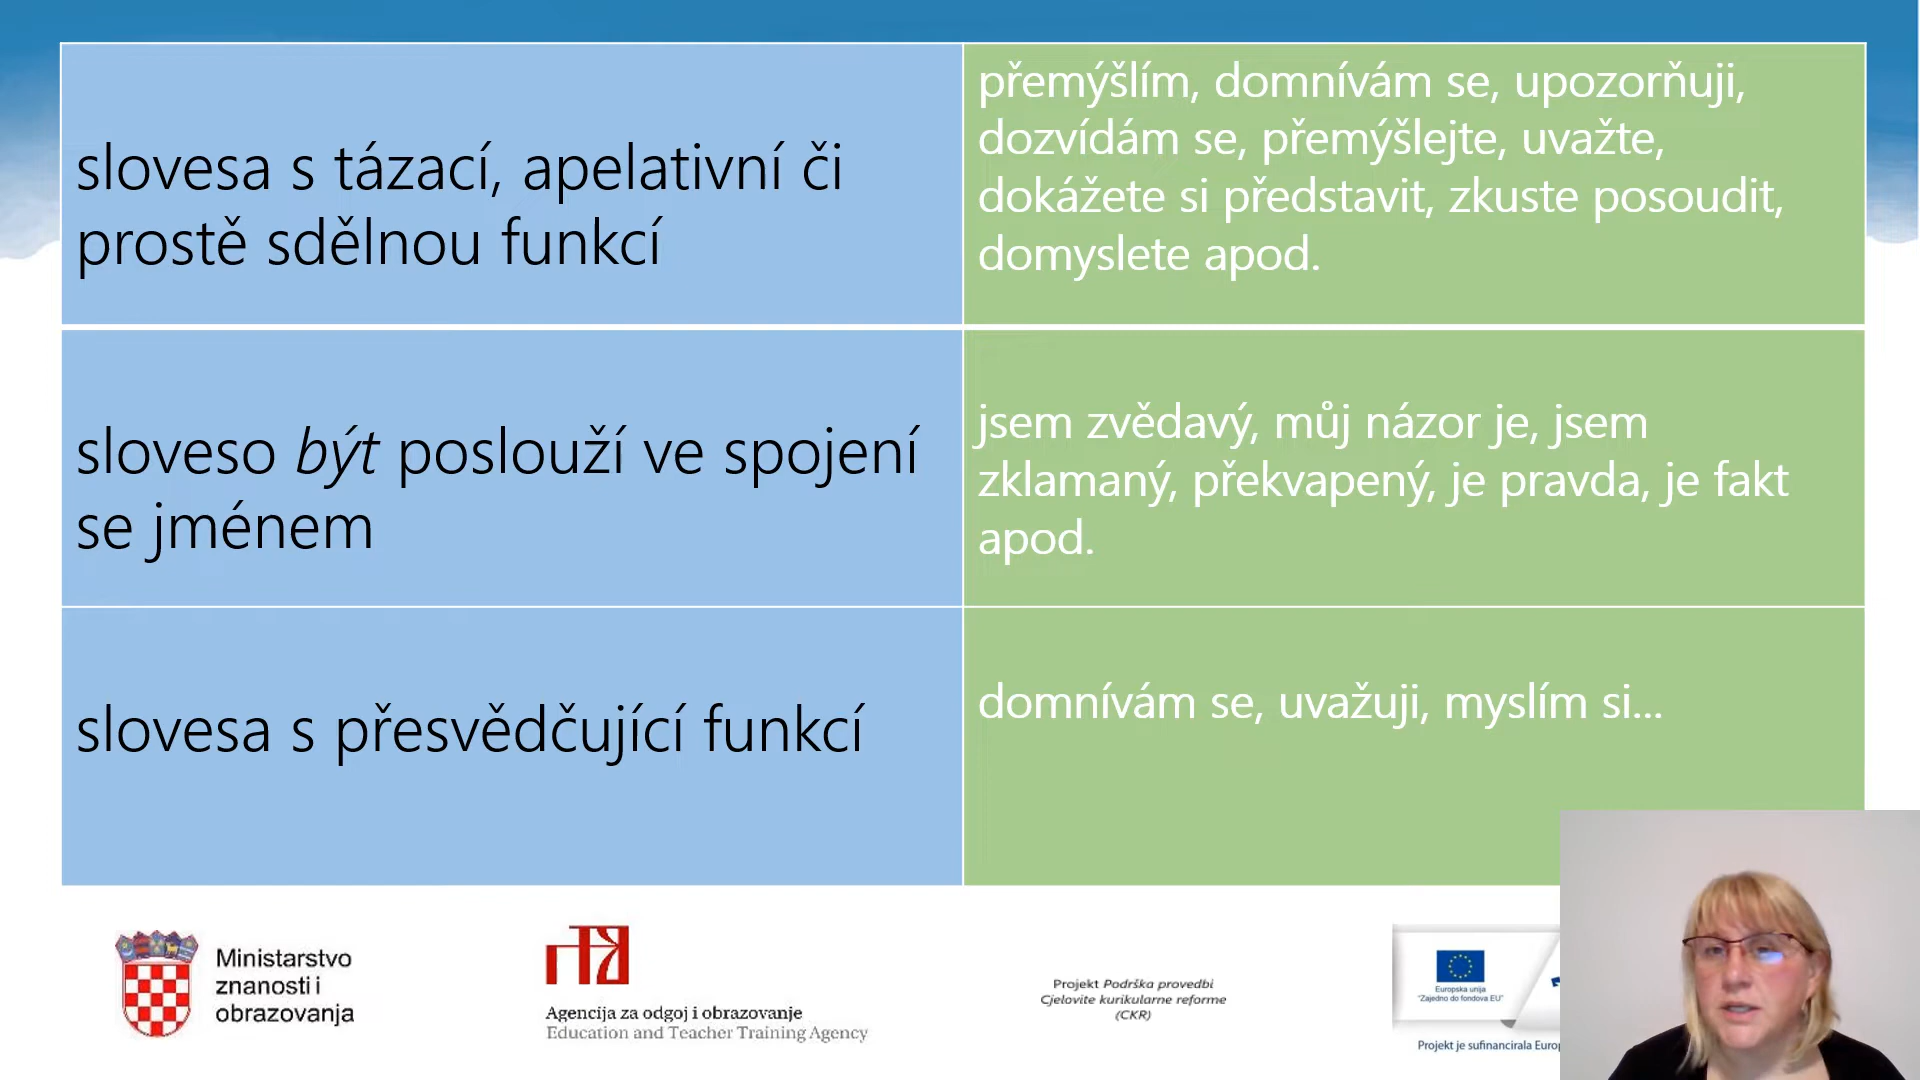 slovesa s tázací, apelativní či
prostě sdělnou funkcí
přemýšlím, domnívám se, upozorňuji,
dozvídám se, přemýšlejte, uvažte,
dokážete si představit, zkuste posoudit,
domyslete apod.
sloveso být poslouží ve spojení
se jménem
jsem zvědavý, můj názor je, jsem
zklamaný, překvapený, je pravda, je fakt
apod.
slovesa s přesvědčující funkcí
domnívám se, uvažuji, myslím si...
Ministarstvo
znanosti i
obrazovanja
Agencija za odgoj i obrazovanje
Education and Teacher Training Agency
Projekt Podrška provedbi
Cjelovite kurikularne reforme
(CKR)
Europska unija
"Zajedno do fondova EU"
Projekt je sufinancirala